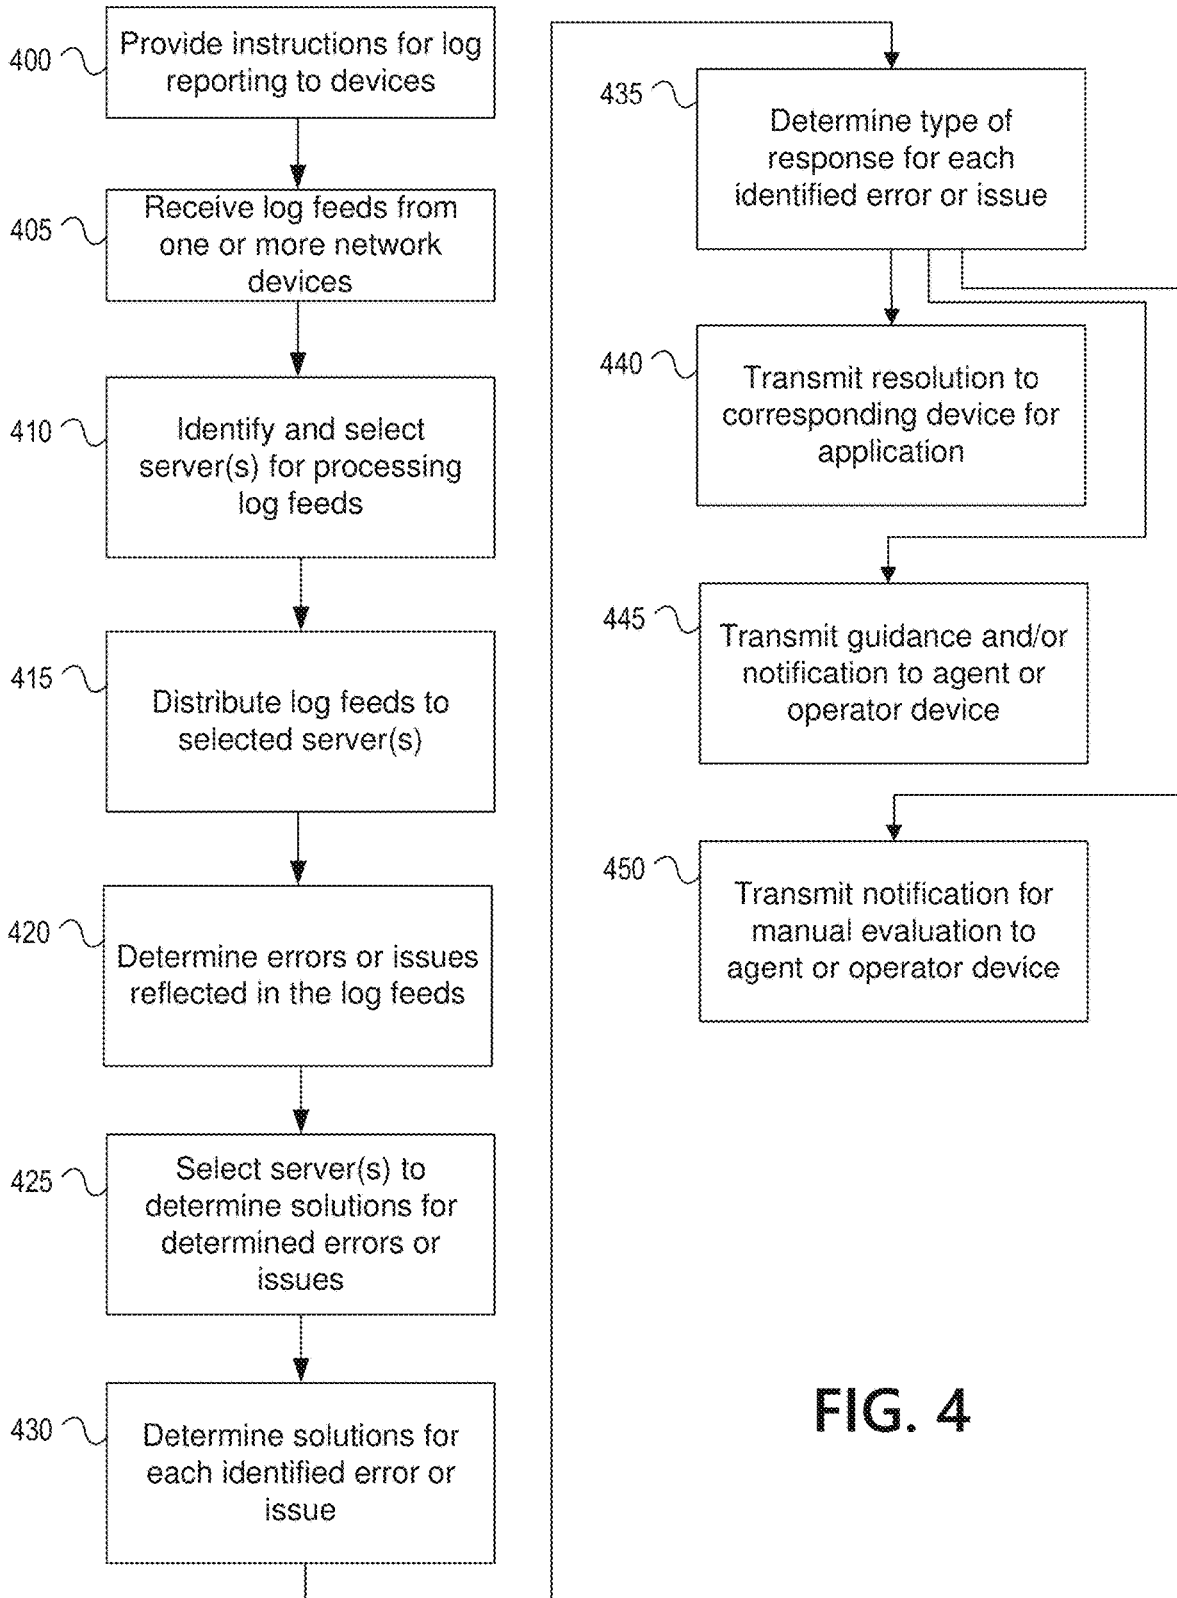 400
Provide instructions for log
reporting to devices
405
Receive log feeds from
one or more network
devices
410
Identify and select
server(s) for processing
log feeds
415
Distribute log feeds to
selected server(s)
420
Determine errors or issues
reflected in the log feeds
425
Select server(s) to
determine solutions for
determined errors or
issues
430
Determine solutions for
each identified error or
issue
435
Determine type of
response for each
identified error or issue
440
Transmit resolution to
corresponding device for
application
445
Transmit guidance and/or
notification to agent or
operator device
450
Transmit notification for
manual evaluation to
agent or operator device
FIG. 4